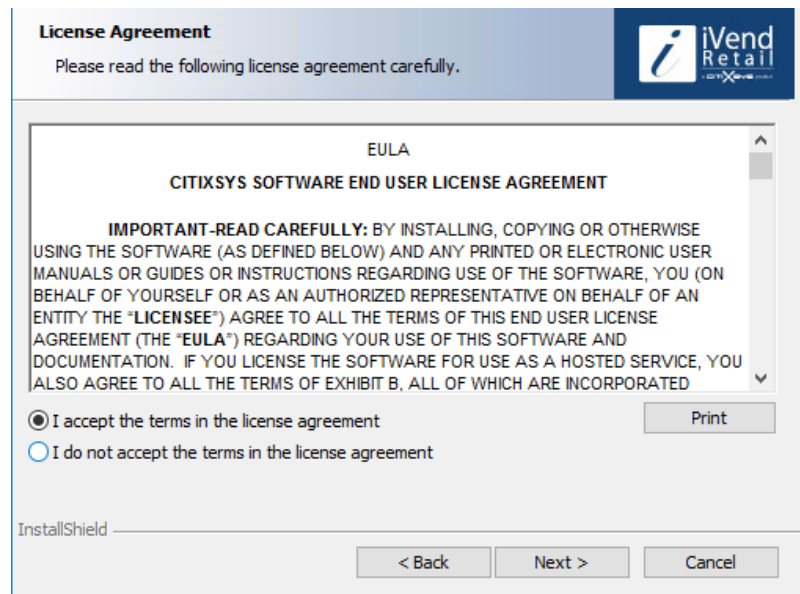 License Agreement
Please read the following license agreement carefully.
iVend
Retail
EULA
CITIXSYS SOFTWARE END USER LICENSE AGREEMENT
IMPORTANT-READ CAREFULLY: BY INSTALLING, COPYING OR OTHERWISE
USING THE SOFTWARE (AS DEFINED BELOW) AND ANY PRINTED OR ELECTRONIC USER
MANUALS OR GUIDES OR INSTRUCTIONS REGARDING USE OF THE SOFTWARE, YOU (ON
BEHALF OF YOURSELF OR AS AN AUTHORIZED REPRESENTATIVE ON BEHALF OF AN
ENTITY THE “LICENSEE”) AGREE TO ALL THE TERMS OF THIS END USER LICENSE
AGREEMENT (THE “EULA”) REGARDING YOUR USE OF THIS SOFTWARE AND
DOCUMENTATION. IF YOU LICENSE THE SOFTWARE FOR USE AS A HOSTED SERVICE, YOU
ALSO AGREE TO ALL THE TERMS OF EXHIBIT B, ALL OF WHICH ARE INCORPORATED
I accept the terms in the license agreement
Print
I do not accept the terms in the license agreement
InstallShield
< Back
Next >
Cancel